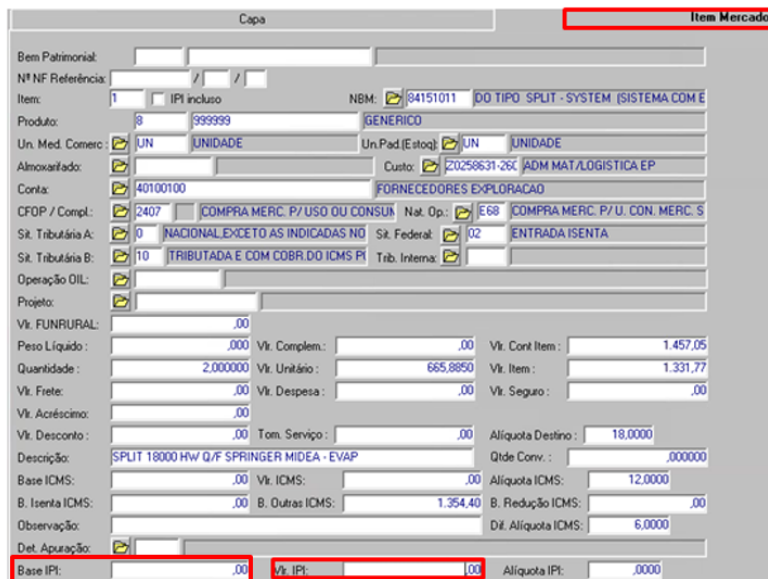 Capa Item Mercado
Bem Patrimonial:
Nº NF Referência: / /
Item: 1 IPI incluso NBM: 84151011 DO TIPO SPLIT - SYSTEM (SISTEMA COM E
Produto: 8 999999 GENERICO
Un. Med. Comerc : UN UNIDADE Un.Pad.(Estoq): UN UNIDADE
Almoxarifado: Custo: Z0258631-260 ADM MAT/LOGISTICA EP
Conta: 40100100 FORNECEDORES EXPLORACAO
CFOP / Compl.: 2407 COMPRA MERC. P/ USO OU CONSUM Nat. Op.: E68 COMPRA MERC. P/ U. CON. MERC. S
Sit. Tributária A: 0 NACIONAL,EXCETO AS INDICADAS NO Sit. Federal: 02 ENTRADA ISENTA
Sit. Tributária B: 10 TRIBUTADA E COM COBR.DO ICMS P Trib. Interna:
Operação OIL:
Projeto:
Vlr. FUNRURAL: ,00
Peso Líquido : ,000 Vlr. Complem.: ,00 Vlr. Cont Item : 1.457,05
Quantidade : 2,000000 Vlr. Unitário : 665,8850 Vlr. Item : 1.331,77
Vlr. Frete: ,00 Vlr. Despesa : ,00 Vlr. Seguro : ,00
Vlr. Acréscimo: ,00
Vlr. Desconto : ,00 Tom. Serviço : ,00 Alíquota Destino : 18,0000
Descrição: SPLIT 18000 HW Q/F SPRINGER MIDEA - EVAP Qtde Conv. : ,000000
Base ICMS: ,00 Vlr. ICMS: ,00 Alíquota ICMS: 12,0000
B. Isenta ICMS: ,00 B. Outras ICMS: 1.354,40 B. Redução ICMS: ,00
Observação: Dif. Alíquota ICMS: 6,0000
Det. Apuração:
Base IPI: ,00 Vlr. IPI: ,00 Alíquota IPI: ,0000